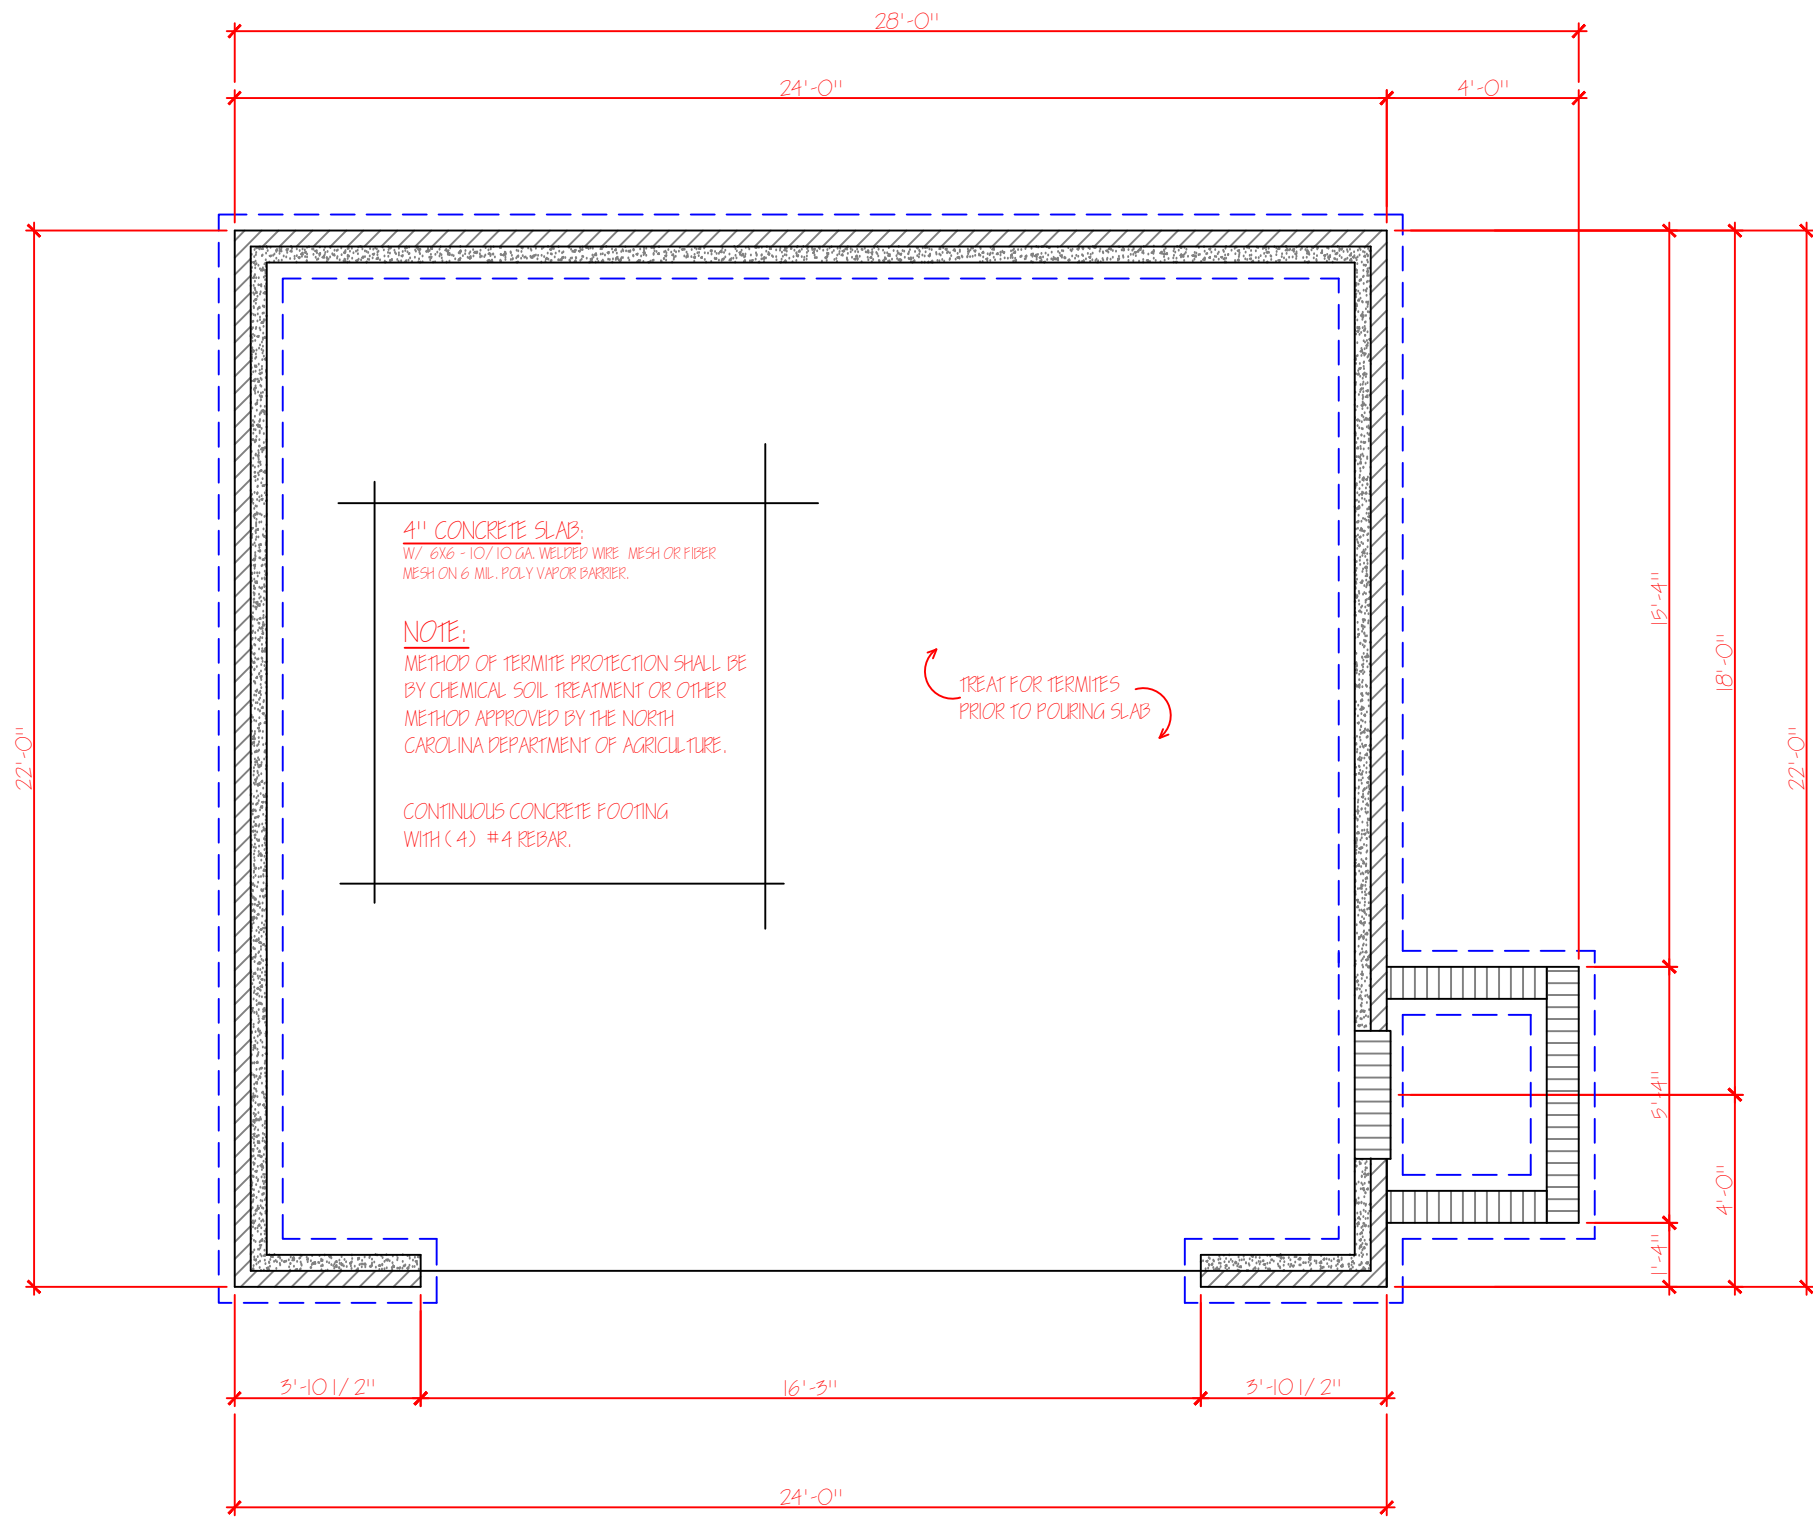 28'-0"
24'-0"
4'-0"
4" CONCRETE SLAB:
W/ 6X6 - 10/10 GA. WELDED WIRE MESH OR FIBER
MESH ON 6 MIL. POLY VAPOR BARRIER.
NOTE:
METHOD OF TERMITE PROTECTION SHALL BE
BY CHEMICAL SOIL TREATMENT OR OTHER
METHOD APPROVED BY THE NORTH
CAROLINA DEPARTMENT OF AGRICULTURE.
CONTINUOUS CONCRETE FOOTING
WITH (4) #4 REBAR.
TREAT FOR TERMITES
PRIOR TO POURING SLAB
22'-0"
15'-4"
18'-0"
22'-0"
5'-4"
4'-0"
1'-4"
3'-10 1/2"
16'-3"
3'-10 1/2"
24'-0"